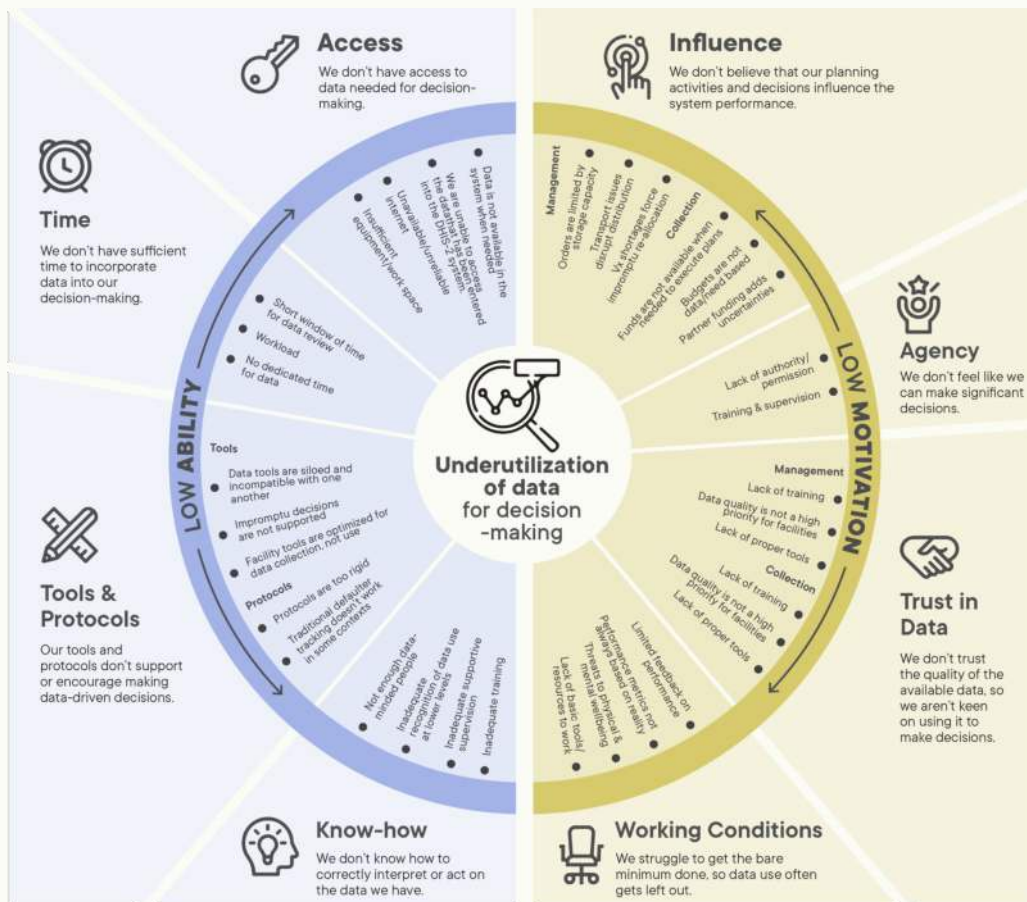 Access
We don't have access to
data needed for decision-
making.
Influence
We don't believe that our planning
activities and decisions influence the
system performance.
Time
We don't have sufficient
time to incorporate
data into our
decision-making.
Agency
We don't feel like we
can make significant
decisions.
Tools &
Protocols
Our tools and
protocols don't support
or encourage making
data-driven decisions.
Trust in
Data
We don't trust
the quality of the
available data, so
we aren't keen
on using it to
make decisions.
Know-how
We don't know how to
correctly interpret or act on
the data we have.
Working Conditions
We struggle to get the bare
minimum done, so data use often
gets left out.
LOW ABILITY
LOW MOTIVATION
Underutilization
of data
for decision
-making
Data is not available in the
system when needed
We are unable to access
the datathat has been entered
into the DHIS-2 system.
Unavailable/unreliable
internet
Insufficient
equipment/work space
Short window of time
for data review
Workload
No dedicated time
for data
Tools
Data tools are siloed and
incompatible with one
another
Impromptu decisions
are not supported
Facility tools are optimized for
data collection, not use
Protocols
Protocols are too rigid
Traditional defaulter
tracking doesn't work
in some contexts
Not enough data-
minded people
Inadequate
recognition of data use
at lower levels
Inadequate supportive
supervision
Inadequate training
Management
Orders are limited by
storage capacity
Transport issues
disrupt distribution
Vx shortages force
impromptu re-allocation
Collection
Funds are not available when
needed to execute plans
Budgets are not
data/need based
Partner funding adds
uncertainties
Lack of authority/
permission
Training & supervision
Management
Lack of training
Data quality is not a high
priority for facilities
Lack of proper tools
Collection
Lack of training
Data quality is not a high
priority for facilities
Lack of proper tools
Limited feedback on
performance
Performance metrics not
always based on reality
Threats to physical &
mental wellbeing
Lack of basic tools/
resources to work